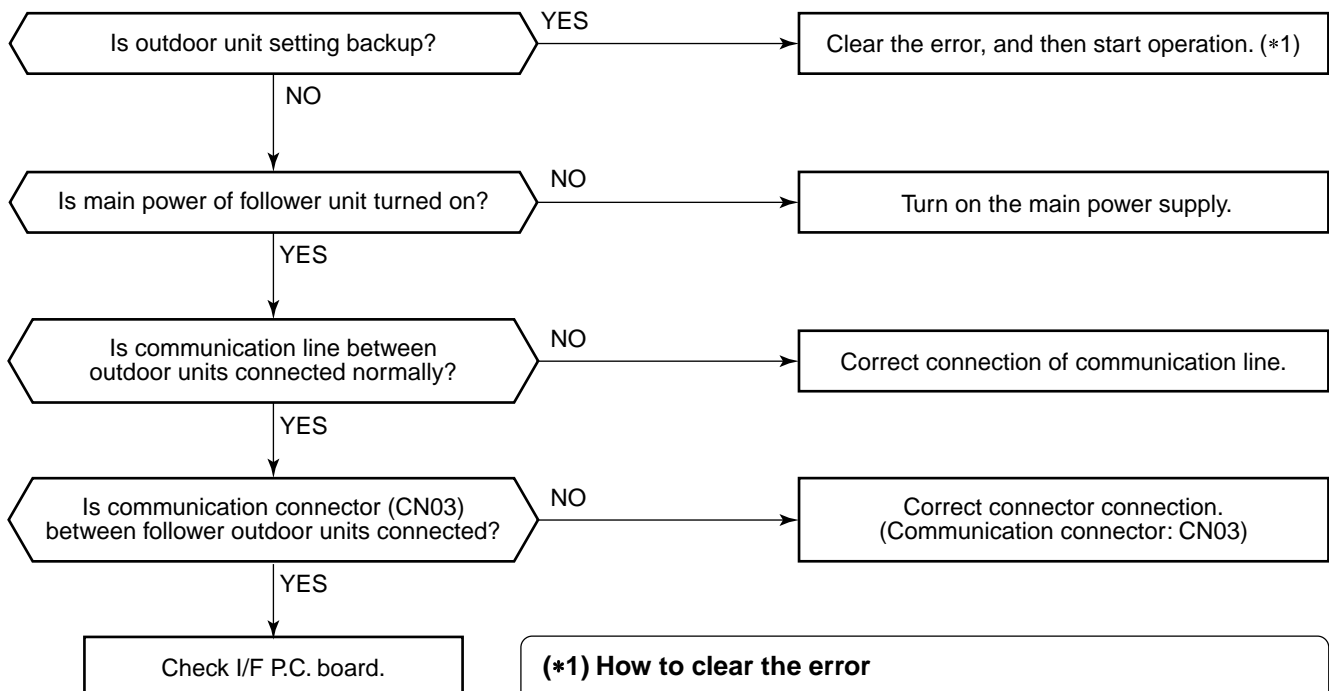 Is outdoor unit setting backup?
YES
Clear the error, and then start operation. (*1)
NO
Is main power of follower unit turned on?
NO
Turn on the main power supply.
YES
Is communication line between
outdoor units connected normally?
NO
Correct connection of communication line.
YES
Is communication connector (CN03)
between follower outdoor units connected?
NO
Correct connector connection.
(Communication connector: CN03)
YES
Check I/F P.C. board.
(*1) How to clear the error